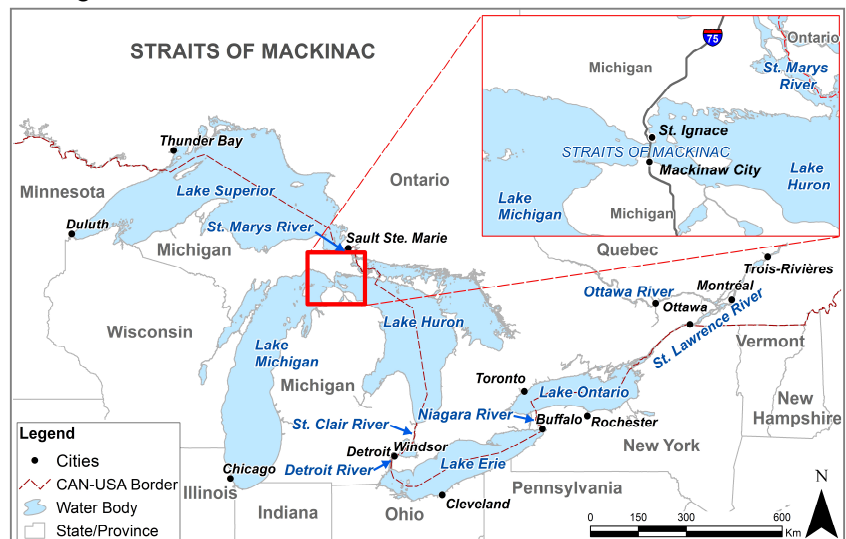 STRAITS OF MACKINAC
75
Ontario
Michigan
St. Marys
River
St. Ignace
STRAITS OF MACKINAC
Mackinaw City
Lake
Michigan
Lake
Huron
Michigan
Thunder Bay
Minnesota
Lake Superior
Ontario
Duluth
St. Marys River
Sault Ste. Marie
Michigan
Quebec
Trois-Rivières
Ottawa River
Montréal
Ottawa
St. Lawrence River
Wisconsin
Lake Huron
Lake
Michigan
Vermont
Michigan
Toronto
Lake Ontario
New
Hampshire
St. Clair River
Niagara River
Buffalo
Rochester
New York
Detroit
Windsor
Detroit River
Lake Erie
Chicago
Illinois
Cleveland
Pennsylvania
Indiana
Ohio
Legend
Cities
CAN-USA Border
Water Body
State/Province
N
0 150 300 600
Km